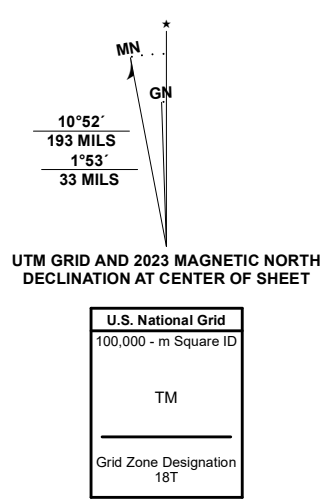 ★
MN
GN
10°52´
193 MILS
1°53´
33 MILS
UTM GRID AND 2023 MAGNETIC NORTH
DECLINATION AT CENTER OF SHEET
U.S. National Grid
100,000 - m Square ID
TM
Grid Zone Designation
18T